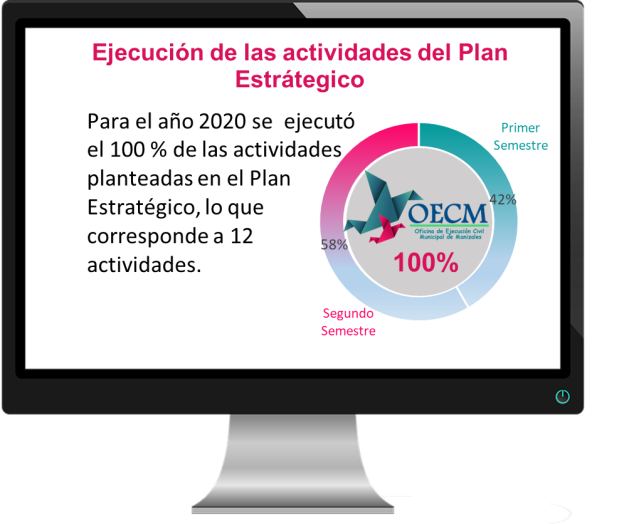 Ejecución de las actividades del Plan
Estrátegico
Para el año 2020 se ejecutó
el 100 % de las actividades
planteadas en el Plan
Estratégico, lo que
corresponde a 12
actividades.
Primer
Semestre
42%
OECM
Oficina de Ejecución Civil
Municipal de Manizales
100%
58%
Segundo
Semestre